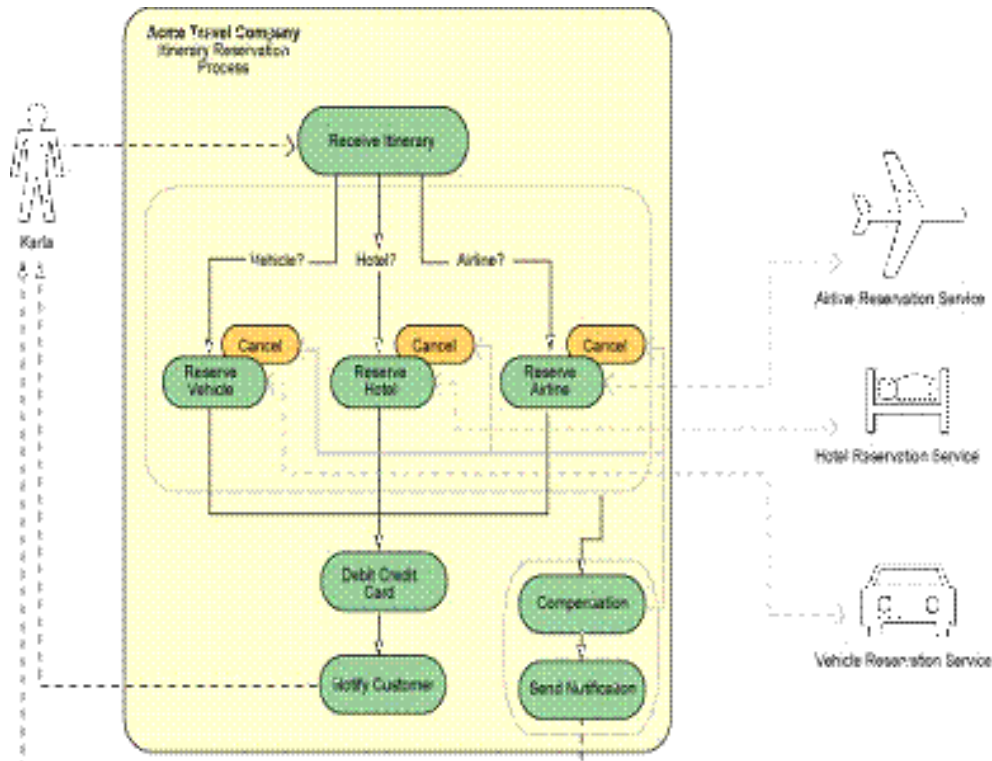 Acme Travel Company
Itinerary Reservation
Process
Receive Itinerary
Karla
Vehicle?
Hotel?
Airline?
Airline Reservation Service
Cancel
Cancel
Cancel
Reserve
Vehicle
Reserve
Hotel
Reserve
Airline
Hotel Reservation Service
Debit Credit
Card
Compensation
Vehicle Reservation Service
Notify Customer
Send Notification